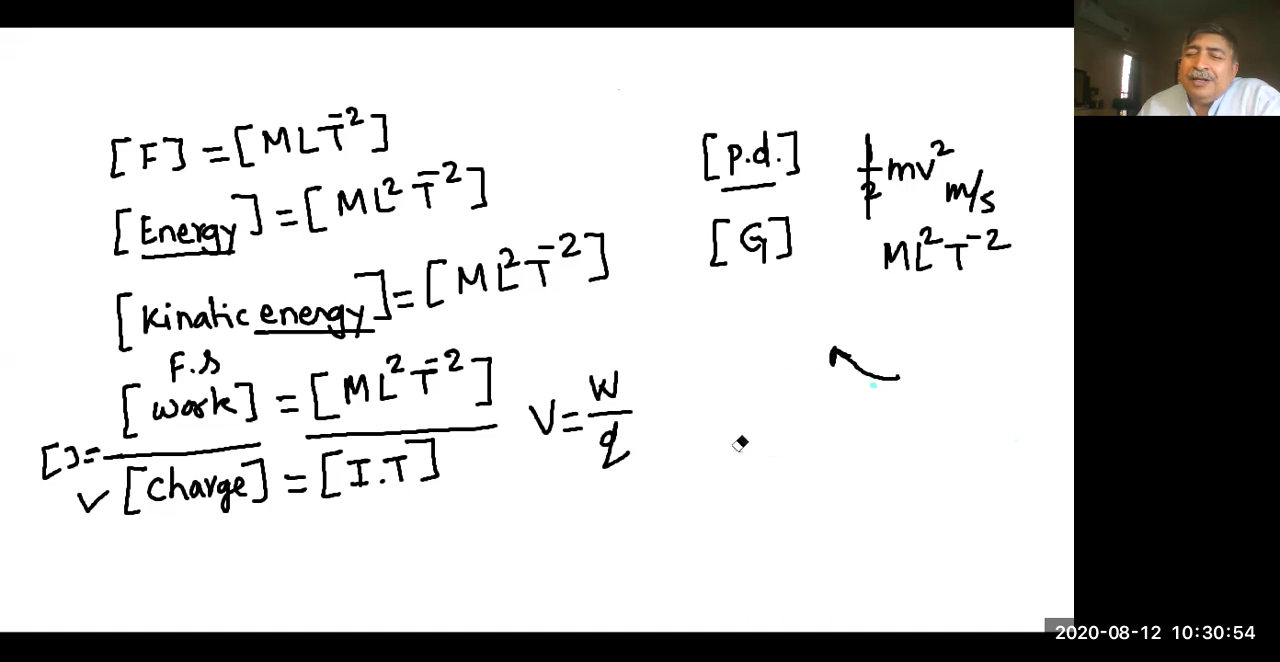 [F] = [MLT⁻²]
[Energy] = [ML²T⁻²]
[Kinatic energy] = [ML²T⁻²]
F.s
[work] = [ML²T⁻²]
[ ] =
✓ [Charge] = [I.T]
V = W/q
[p.d.]
[G]
½mv²
m/s
ML²T⁻²
2020-08-12 10:30:54